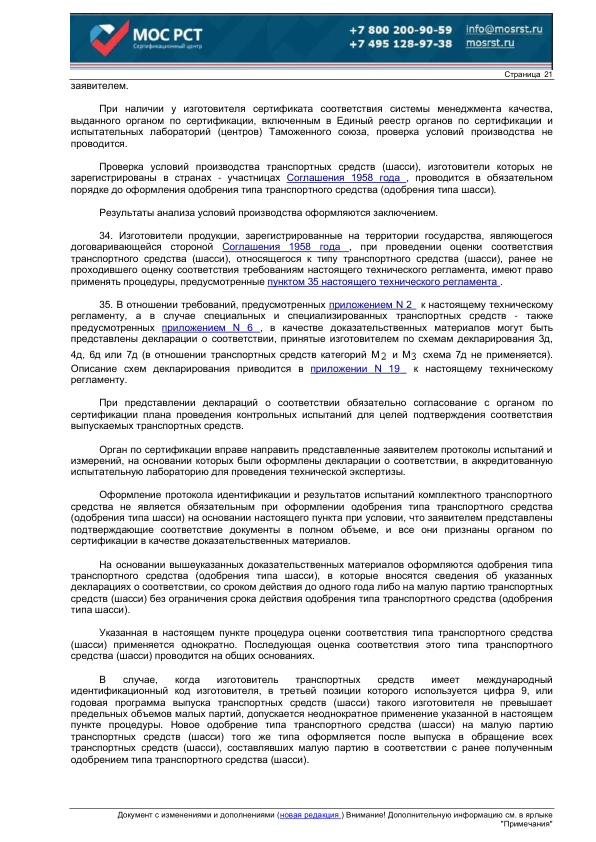 МОС РСТ
Сертификационный центр
+7 800 200-90-59 info@mosrst.ru
+7 495 128-97-38 mosrst.ru
Страница 21
заявителем.
При наличии у изготовителя сертификата соответствия системы менеджмента качества,
выданного органом по сертификации, включенным в Единый реестр органов по сертификации и
испытательных лабораторий (центров) Таможенного союза, проверка условий производства не
проводится.
Проверка условий производства транспортных средств (шасси), изготовители которых не
зарегистрированы в странах - участницах Соглашения 1958 года , проводится в обязательном
порядке до оформления одобрения типа транспортного средства (одобрения типа шасси).
Результаты анализа условий производства оформляются заключением.
34. Изготовители продукции, зарегистрированные на территории государства, являющегося
договаривающейся стороной Соглашения 1958 года , при проведении оценки соответствия
транспортного средства (шасси), относящегося к типу транспортного средства (шасси), ранее не
проходившего оценку соответствия требованиям настоящего технического регламента, имеют право
применять процедуры, предусмотренные пунктом 35 настоящего технического регламента .
35. В отношении требований, предусмотренных приложением N 2 к настоящему техническому
регламенту, а в случае специальных и специализированных транспортных средств - также
предусмотренных приложением N 6 , в качестве доказательственных материалов могут быть
представлены декларации о соответствии, принятые изготовителем по схемам декларирования 3д,
4д, 6д или 7д (в отношении транспортных средств категорий M2 и M3 схема 7д не применяется).
Описание схем декларирования приводится в приложении N 19 к настоящему техническому
регламенту.
При представлении деклараций о соответствии обязательно согласование с органом по
сертификации плана проведения контрольных испытаний для целей подтверждения соответствия
выпускаемых транспортных средств.
Орган по сертификации вправе направить представленные заявителем протоколы испытаний и
измерений, на основании которых были оформлены декларации о соответствии, в аккредитованную
испытательную лабораторию для проведения технической экспертизы.
Оформление протокола идентификации и результатов испытаний комплектного транспортного
средства не является обязательным при оформлении одобрения типа транспортного средства
(одобрения типа шасси) на основании настоящего пункта при условии, что заявителем представлены
подтверждающие соответствие документы в полном объеме, и все они признаны органом по
сертификации в качестве доказательственных материалов.
На основании вышеуказанных доказательственных материалов оформляются одобрения типа
транспортного средства (одобрения типа шасси), в которые вносятся сведения об указанных
декларациях о соответствии, со сроком действия до одного года либо на малую партию транспортных
средств (шасси) без ограничения срока действия одобрения типа транспортного средства (одобрения
типа шасси).
Указанная в настоящем пункте процедура оценки соответствия типа транспортного средства
(шасси) применяется однократно. Последующая оценка соответствия этого типа транспортного
средства (шасси) проводится на общих основаниях.
В случае, когда изготовитель транспортных средств имеет международный
идентификационный код изготовителя, в третьей позиции которого используется цифра 9, или
годовая программа выпуска транспортных средств (шасси) такого изготовителя не превышает
предельных объемов малых партий, допускается неоднократное применение указанной в настоящем
пункте процедуры. Новое одобрение типа транспортного средства (шасси) на малую партию
транспортных средств (шасси) того же типа оформляется после выпуска в обращение всех
транспортных средств (шасси), составлявших малую партию в соответствии с ранее полученным
одобрением типа транспортного средства (шасси).
Документ с изменениями и дополнениями (новая редакция ) Внимание! Дополнительную информацию см. в ярлыке
"Примечания"